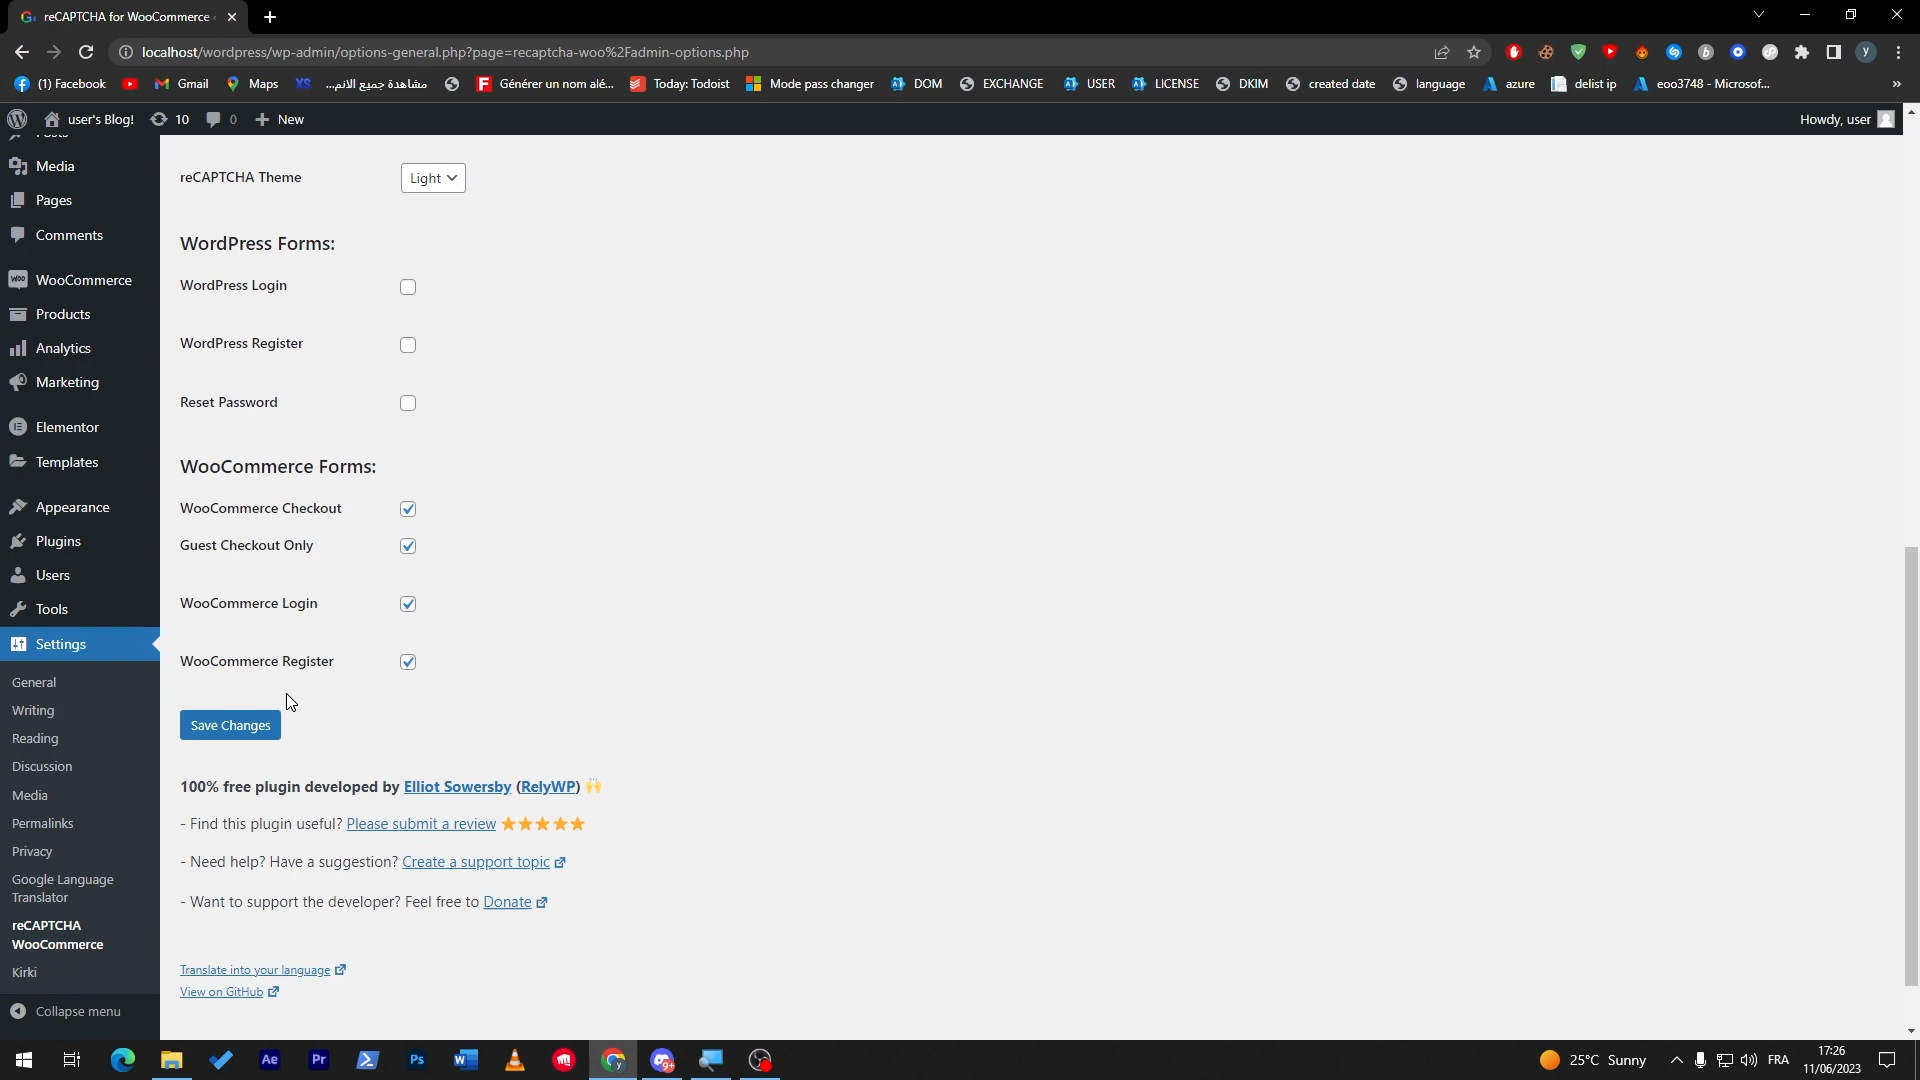 reCAPTCHA for WooCommerce
localhost/wordpress/wp-admin/options-general.php?page=recaptcha-woo%2Fadmin-options.php
(1) Facebook
Gmail
Maps
XS
مشاهدة جميع الانم...
Générer un nom alé...
Today: Todoist
Mode pass changer
DOM
EXCHANGE
USER
LICENSE
DKIM
created date
language
azure
delist ip
eoo3748 - Microsof...
user's Blog!
10
0
New
Howdy, user
Posts
Media
Pages
Comments
WooCommerce
Products
Analytics
Marketing
Elementor
Templates
Appearance
Plugins
Users
Tools
Settings
General
Writing
Reading
Discussion
Media
Permalinks
Privacy
Google Language
Translator
reCAPTCHA
WooCommerce
Kirki
Collapse menu
reCAPTCHA Theme
Light
WordPress Forms:
WordPress Login
WordPress Register
Reset Password
WooCommerce Forms:
WooCommerce Checkout
Guest Checkout Only
WooCommerce Login
WooCommerce Register
Save Changes
100% free plugin developed by Elliot Sowersby (RelyWP) 🙌
- Find this plugin useful? Please submit a review
- Need help? Have a suggestion? Create a support topic
- Want to support the developer? Feel free to Donate
Translate into your language
View on GitHub
25°C Sunny
FRA
17:26
11/06/2023